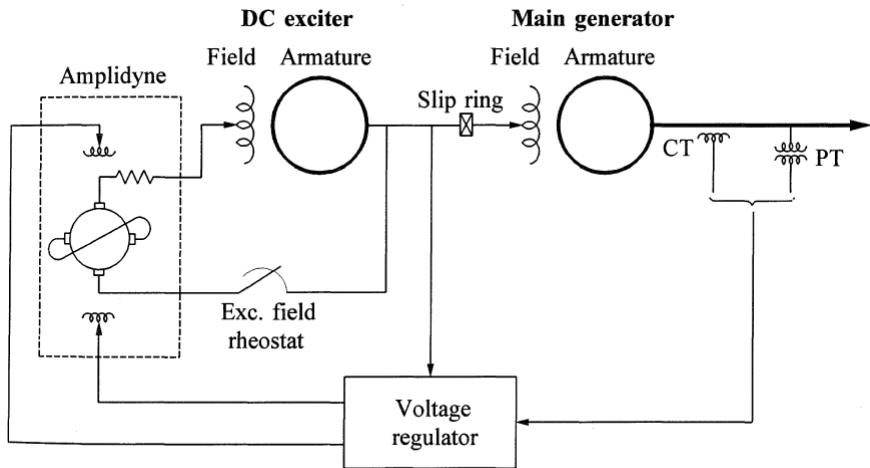 DC exciter
Main generator
Field
Armature
Field
Armature
Amplidyne
Slip ring
CT
PT
Exc. field
rheostat
Voltage
regulator